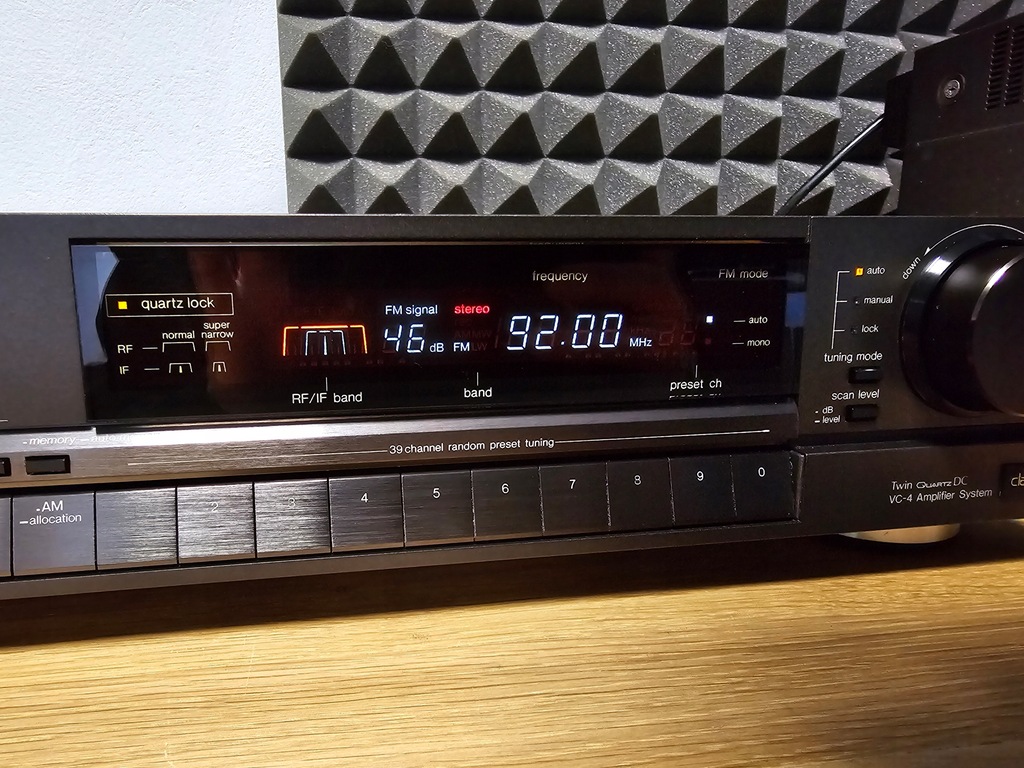 frequency
FM mode
quartz lock
FM signal
stereo
normal
super
narrow
RF
IF
46 dB
FM
92.00 MHz
auto
mono
RF/IF band
band
preset ch
down
auto
manual
lock
tuning mode
scan level
dB
level
memory
39 channel random preset tuning
AM
allocation
2
3
4
5
6
7
8
9
0
Twin QUARTZ DC
VC-4 Amplifier System
cla